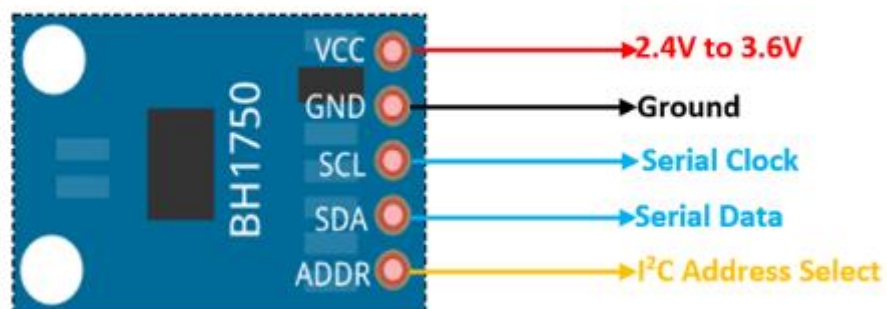 VCC 2.4V to 3.6V
GND Ground
SCL Serial Clock
SDA Serial Data
ADDR I²C Address Select
BH1750